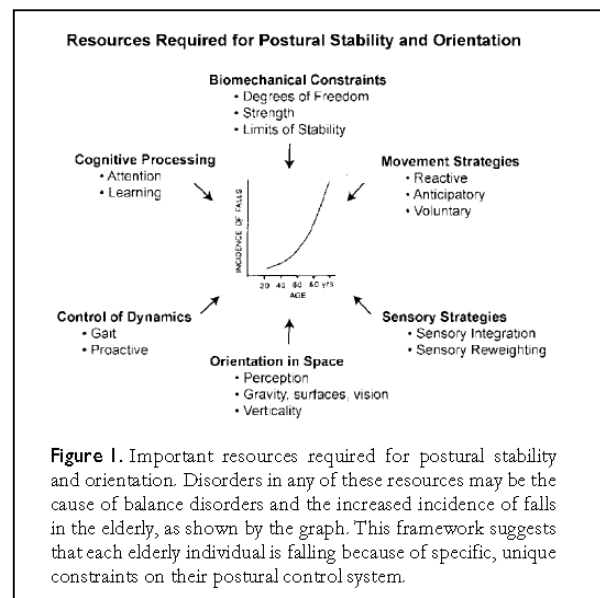 Resources Required for Postural Stability and Orientation
Biomechanical Constraints
• Degrees of Freedom
• Strength
• Limits of Stability
Cognitive Processing
• Attention
• Learning
Movement Strategies
• Reactive
• Anticipatory
• Voluntary
INCIDENCE OF FALLS
20 40 60 80 yrs
AGE
Control of Dynamics
• Gait
• Proactive
Sensory Strategies
• Sensory Integration
• Sensory Reweighting
Orientation in Space
• Perception
• Gravity, surfaces, vision
• Verticality
Figure 1. Important resources required for postural stability
and orientation. Disorders in any of these resources may be the
cause of balance disorders and the increased incidence of falls
in the elderly, as shown by the graph. This framework suggests
that each elderly individual is falling because of specific, unique
constraints on their postural control system.